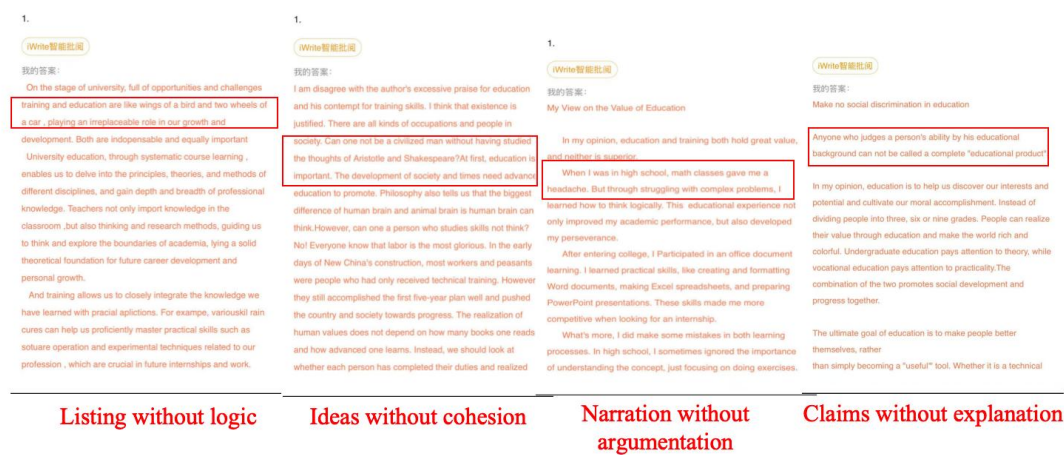 1.
iWrite智能批阅
我的答案:
On the stage of university, full of opportunities and challenges
training and education are like wings of a bird and two wheels of
a car , playing an irreplaceable role in our growth and
development. Both are indopensable and equally important
University education, through systematic course learning ,
enables us to delve into the principles, theories, and methods of
different disciplines, and gain depth and breadth of professional
knowledge. Teachers not only import knowledge in the
classroom ,but also thinking and research methods, guiding us
to think and explore the boundaries of academia, lying a solid
theoretical foundation for future career development and
personal growth.
And training allows us to closely integrate the knowledge we
have learned with pracial aplictions. For exampe, variouskil rain
cures can help us proficiently master practical skills such as
sotuare operation and experimental techniques related to our
profession , which are crucial in future internships and work.
Listing without logic
1.
iWrite智能批阅
我的答案:
I am disagree with the author's excessive praise for education
and his contempt for training skills. I think that existence is
justified. There are all kinds of occupations and people in
society. Can one not be a civilized man without having studied
the thoughts of Aristotle and Shakespeare?At first, education is
important. The development of society and times need advance
education to promote. Philosophy also tells us that the biggest
difference of human brain and animal brain is human brain can
think.However, can one a person who studies skills not think?
No! Everyone know that labor is the most glorious. In the early
days of New China's construction, most workers and peasants
were people who had only received technical training. However
they still accomplished the first five-year plan well and pushed
the country and society towards progress. The realization of
human values does not depend on how many books one reads
and how advanced one learns. Instead, we should look at
whether each person has completed their duties and realized
Ideas without cohesion
1.
iWrite智能批阅
我的答案:
My View on the Value of Education
In my opinion, education and training both hold great value,
and neither is superior.
When I was in high school, math classes gave me a
headache. But through struggling with complex problems, I
learned how to think logically. This educational experience not
only improved my academic performance, but also developed
my perseverance.
After entering college, I Participated in an office document
learning. I learned practical skills, like creating and formatting
Word documents, making Excel spreadsheets, and preparing
PowerPoint presentations. These skills made me more
competitive when looking for an internship.
What's more, I did make some mistakes in both learning
processes. In high school, I sometimes ignored the importance
of understanding the concept, just focusing on doing exercises.
Narration without
argumentation
iWrite智能批阅
我的答案:
Make no social discrimination in education
Anyone who judges a person's ability by his educational
background can not be called a complete "educational product"
In my opinion, education is to help us discover our interests and
potential and cultivate our moral accomplishment. Instead of
dividing people into three, six or nine grades. People can realize
their value through education and make the world rich and
colorful. Undergraduate education pays attention to theory, while
vocational education pays attention to practicality.The
combination of the two promotes social development and
progress together.
The ultimate goal of education is to make people better
themselves, rather
than simply becoming a "useful"' tool. Whether it is a technical
Claims without explanation